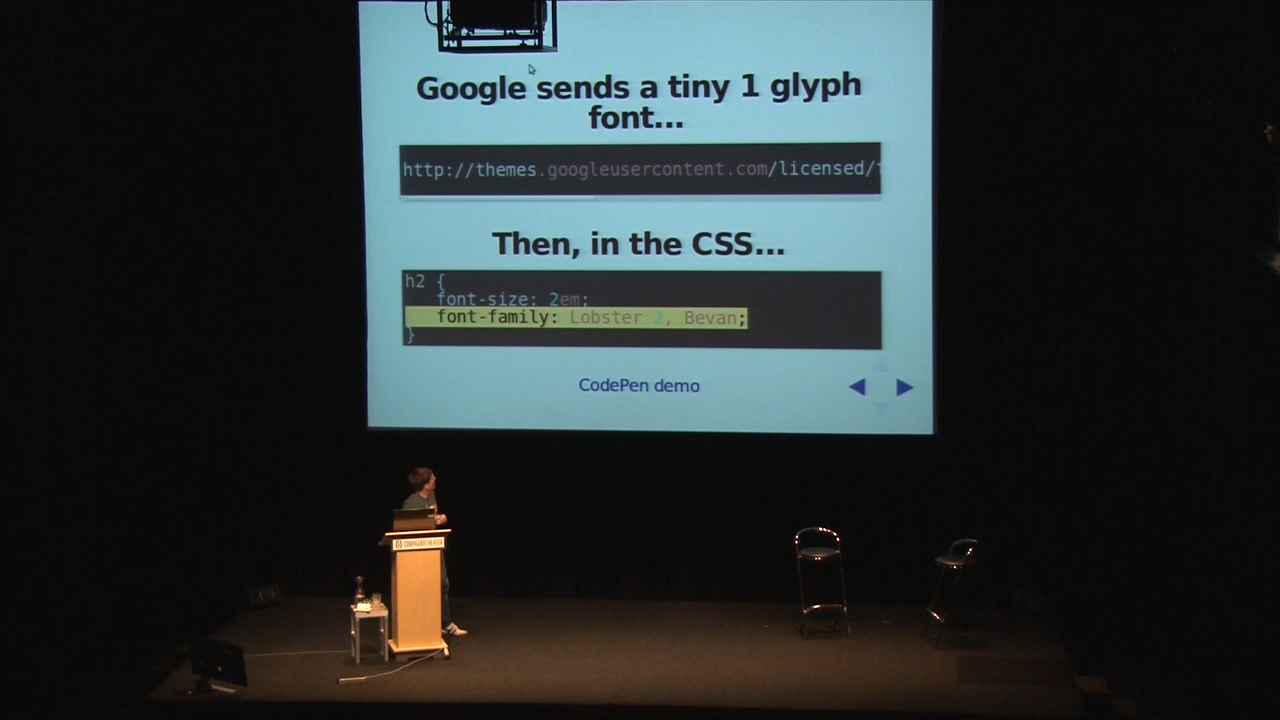 Google sends a tiny 1 glyph
font...
http://themes.googleusercontent.com/licensed/
Then, in the CSS...
h2 {
font-size: 2em;
font-family: Lobster 2, Bevan;
}
CodePen demo
COMPAGNIETHEATER